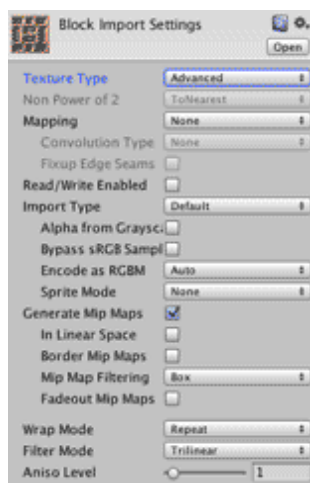 Block Import Settings
Open
Texture Type Advanced
Non Power of 2 ToNearest
Mapping None
Convolution Type None
Fixup Edge Seams
Read/Write Enabled
Import Type Default
Alpha from Graysc
Bypass sRGB Sampl
Encode as RGBM Auto
Sprite Mode None
Generate Mip Maps
In Linear Space
Border Mip Maps
Mip Map Filtering Box
Fadeout Mip Maps
Wrap Mode Repeat
Filter Mode Trilinear
Aniso Level 1